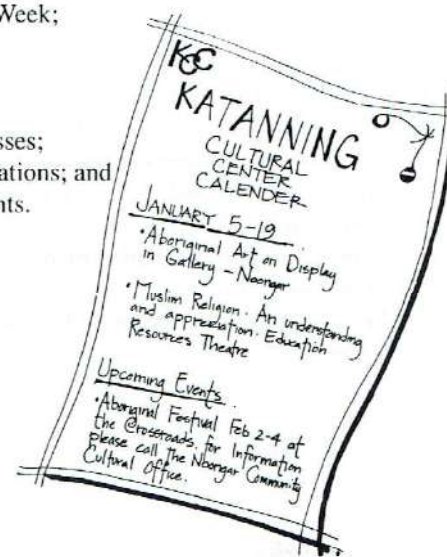 Week;
sses;
ations; and
nts.
KCC
KATANNING
CULTURAL
CENTER
CALENDER
JANUARY 5-19
• Aboriginal Art on Display
in Gallery - Noongar
• Muslim Religion. An understanding
and appreciation. Education
Resources Theatre
Upcoming Events
• Aboriginal Festival Feb 2-4 at
the Crossroads, for Information
please call the Noongar Community
Cultural Office.